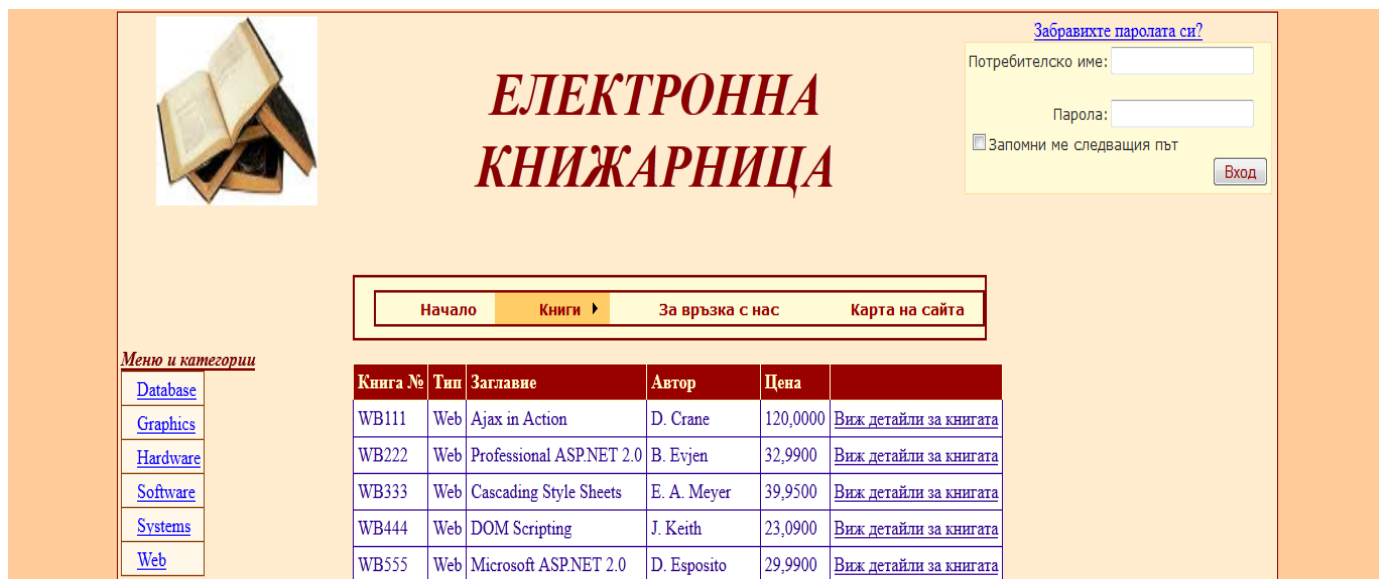 Забравихте паролата си?
Потребителско име:
Парола:
Запомни ме следващия път
Вход
ЕЛЕКТРОННА
КНИЖАРНИЦА
Начало Книги За връзка с нас Карта на сайта
Меню и категории
Database
Graphics
Hardware
Software
Systems
Web
Книга № Тип Заглавие Автор Цена
WB111 Web Ajax in Action D. Crane 120,0000 Виж детайли за книгата
WB222 Web Professional ASP.NET 2.0 B. Evjen 32,9900 Виж детайли за книгата
WB333 Web Cascading Style Sheets E. A. Meyer 39,9500 Виж детайли за книгата
WB444 Web DOM Scripting J. Keith 23,0900 Виж детайли за книгата
WB555 Web Microsoft ASP.NET 2.0 D. Esposito 29,9900 Виж детайли за книгата